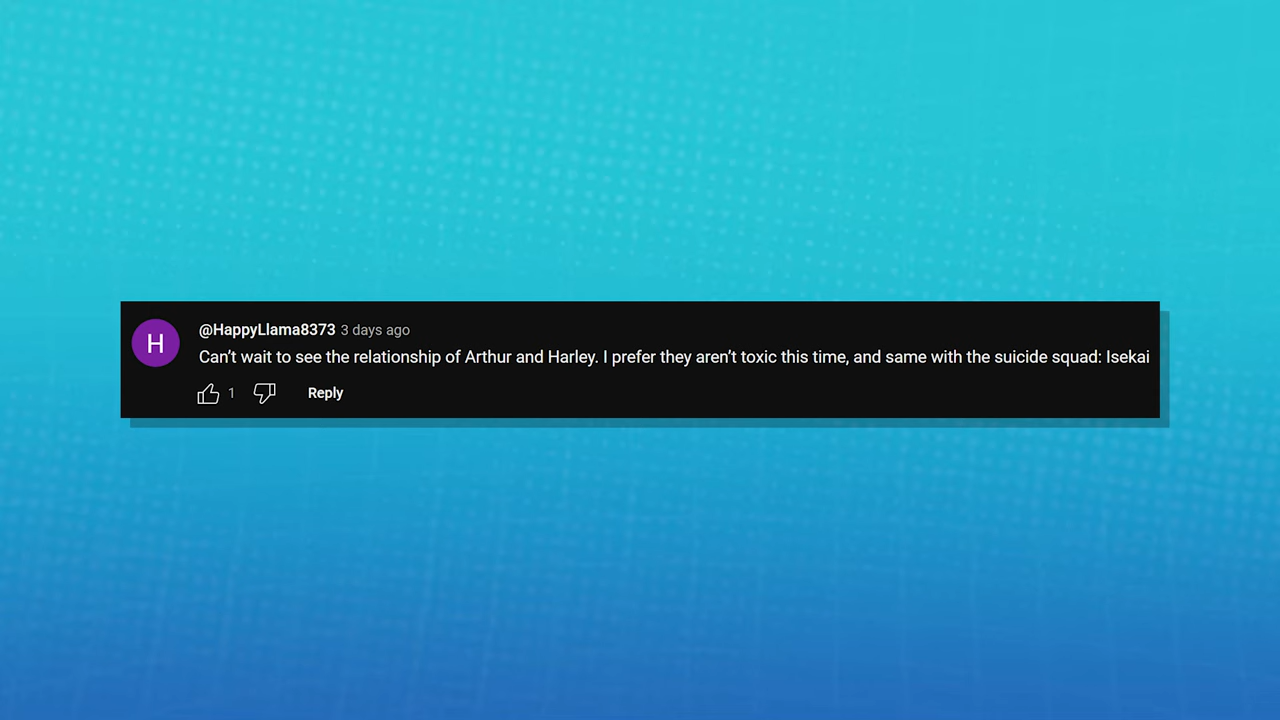 H
@HappyLlama8373 3 days ago
Can’t wait to see the relationship of Arthur and Harley. I prefer they aren’t toxic this time, and same with the suicide squad: Isekai
1 Reply